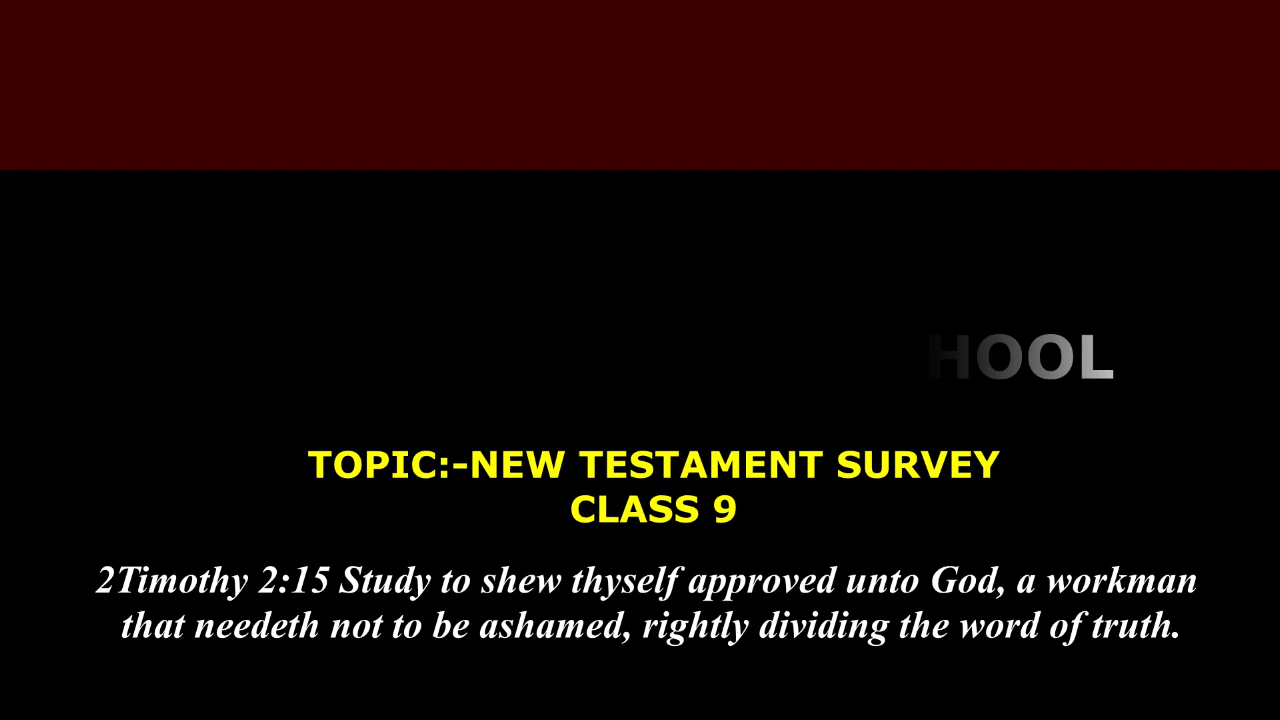 HOOL
TOPIC:-NEW TESTAMENT SURVEY
CLASS 9
2Timothy 2:15 Study to shew thyself approved unto God, a workman
that needeth not to be ashamed, rightly dividing the word of truth.